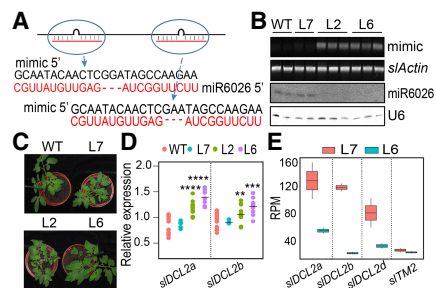 A
mimic 5'
GCAATACAACTCGGATAGCCAAGAA
CGUUAUGUUGAG---AUCGGUUCUU miR6026 5'
mimic 5' GCAATACAACTCGAATAGCCAAGAA
CGUUAUGUUGAG---AUCGGUUCUU
B
WT L7 L2 L6
mimic
slActin
miR6026
U6
C
WT L7
L2 L6
D
WT L7 L2 L6
Relative expression
2.0
1.5
1.0
0.5
****
****
**
***
slDCL2a slDCL2b
E
L7 L6
RPM
160
120
80
40
slDCL2a slDCL2b slDCL2d slTM2